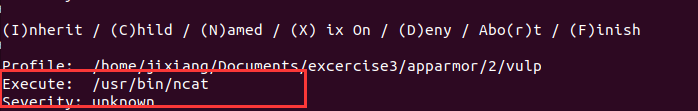 (I)nherit / (C)hild / (N)amed / (X) ix On / (D)eny / Abo(r)t / (F)inish
Profile:  /home/jixiang/Documents/excercise3/apparmor/2/vulp
Execute:  /usr/bin/ncat
Severity: unknown